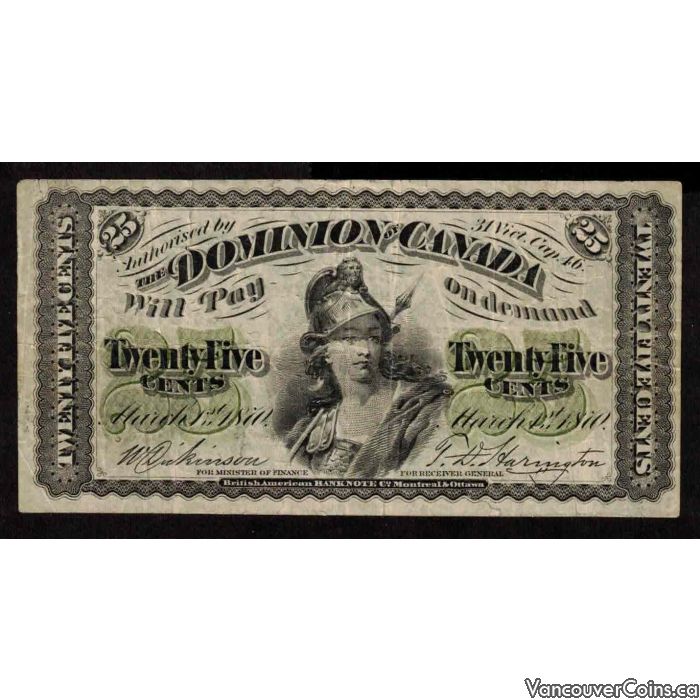 25
25
Authorised by
31 Vict. Cap. 46
THE DOMINION OF CANADA
Will Pay
on demand
TWENTY FIVE CENTS
TWENTY FIVE CENTS
Twenty-Five
CENTS
Twenty-Five
CENTS
March 1st, 1870.
March 1st, 1870.
W Dickinson
T D Harington
FOR MINISTER OF FINANCE
FOR RECEIVER GENERAL
British American BANK NOTE Co. Montreal & Ottawa
VancouverCoins.ca